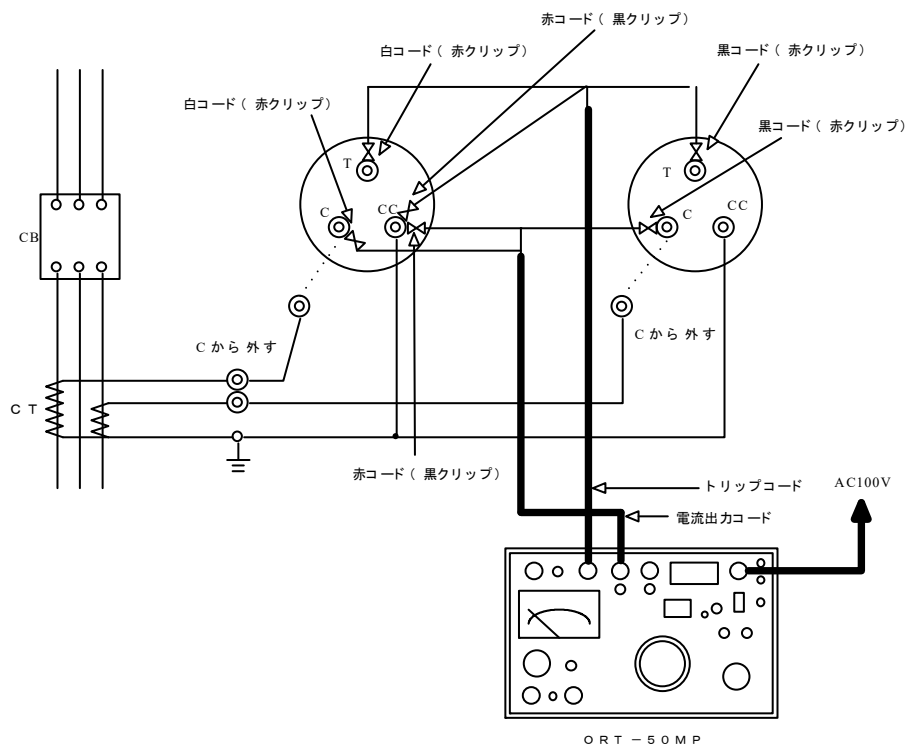 赤コード( 黒クリップ)
白コード( 赤クリップ)
黒コード( 赤クリップ)
白コード( 赤クリップ)
黒コード( 赤クリップ)
T
T
C
CC
C
CC
CB
Cから外す
Cから外す
CT
赤コード( 黒クリップ)
トリップコード
AC100V
電流出力コード
ORT-50MP